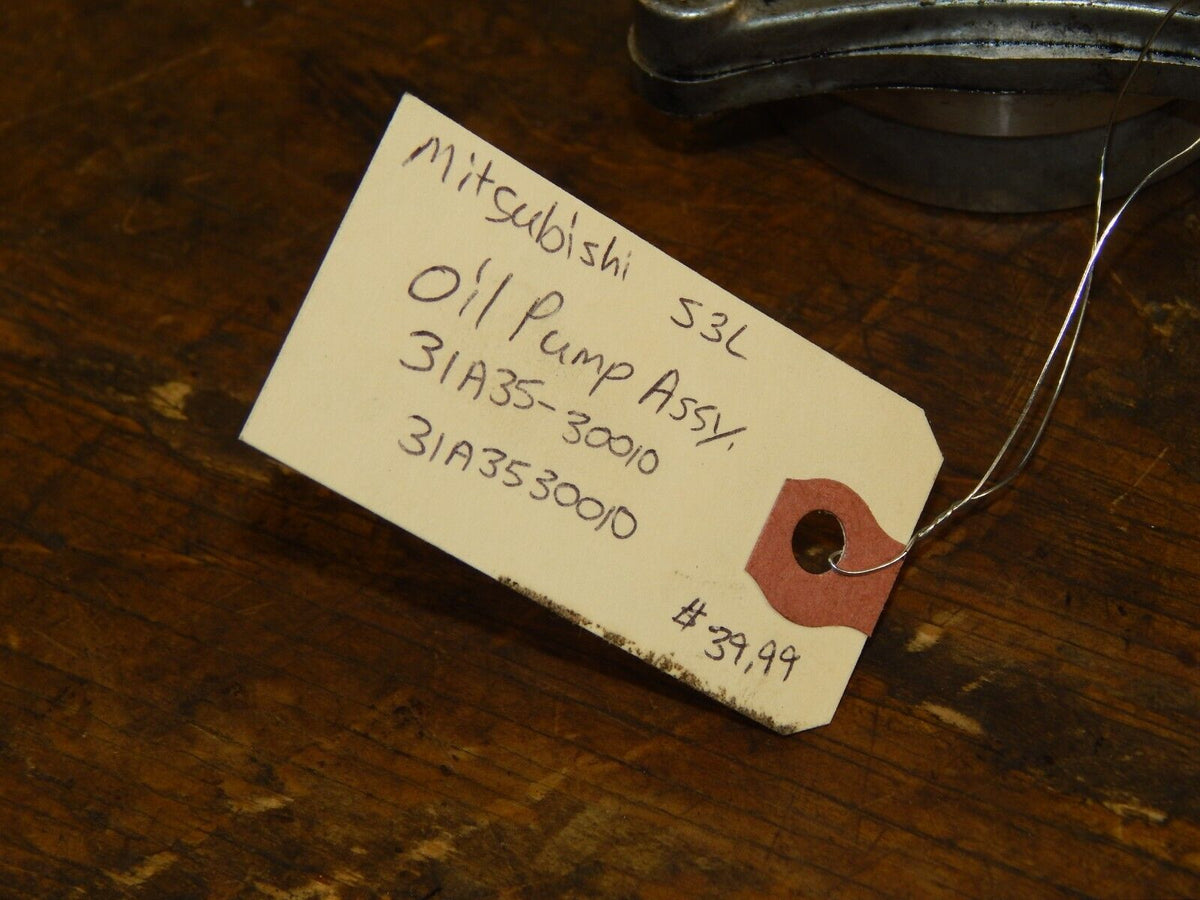 Mitsubishi S3L
Oil Pump Assy.
31A35-30010
31A3530010
#39.99